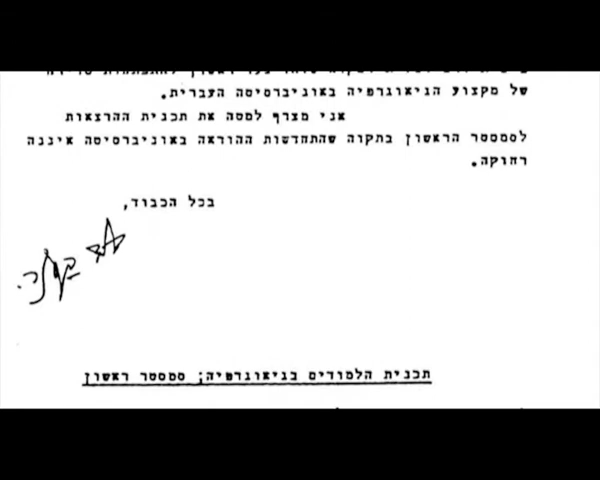 של מקצוע הגיאוגרפיה באוניברסיטה העברית.
אני מצרף למטה את תכנית ההרצאות
לסמסטר הראשון בתקוה שהתחדשות ההוראה באוניברסיטה איננה
רחוקה.
בכל הכבוד,
תכנית הלמודים בגיאוגרפיה; סמסטר ראשון